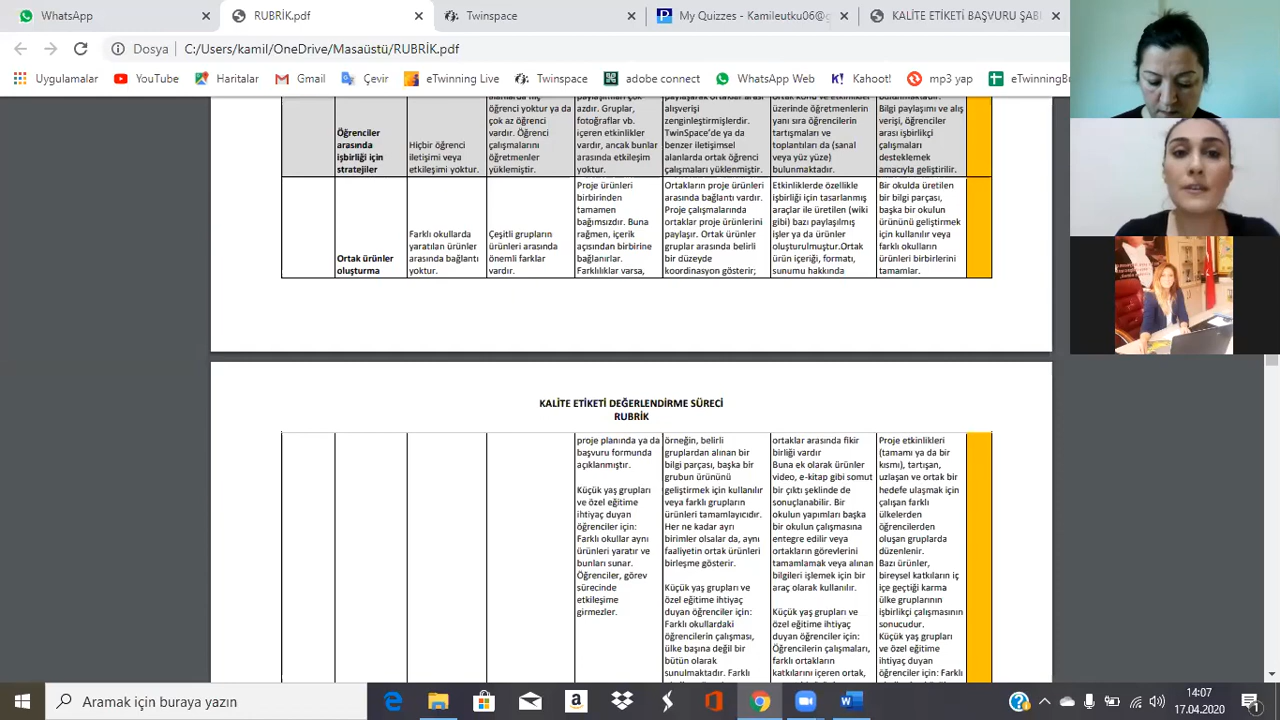 WhatsApp
RUBRİK.pdf
Twinspace
My Quizzes - Kamileutku06@g
KALİTE ETİKETİ BAŞVURU ŞABI
Dosya
C:/Users/kamil/OneDrive/Masaüstü/RUBRİK.pdf
Uygulamalar
YouTube
Haritalar
Gmail
Çevir
eTwinning Live
Twinspace
adobe connect
WhatsApp Web
Kahoot!
mp3 yap
eTwinningBu
Öğrenciler
arasında
işbirliği için
stratejiler
Hiçbir öğrenci
iletişimi veya
etkileşimi yoktur.
öğrenci yoktur ya da
çok az öğrenci
vardır. Öğrenci
çalışmalarını
öğretmenler
yüklemiştir.
paylaşımları çok
azdır. Gruplar,
fotoğraflar vb.
içeren etkinlikler
vardır, ancak bunlar
arasında etkileşim
yoktur.
paylaşarak ortaklar arası
alışverişi
zenginleştirmişlerdir.
TwinSpace'de ya da
benzer iletişimsel
alanlarda ortak öğrenci
çalışmaları yüklenmiştir.
Ortak konu ve etkinlikler
üzerinde öğretmenlerin
yanı sıra öğrencilerin
tartışmaları ve
toplantıları da (sanal
veya yüz yüze)
bulunmaktadır.
bulunmaktadır.
Bilgi paylaşımı ve alış
verişi, öğrenciler
arası işbirlikçi
çalışmaları
desteklemek
amacıyla geliştirilir.
Ortak ürünler
oluşturma
Farklı okullarda
yaratılan ürünler
arasında bağlantı
yoktur.
Çeşitli grupların
ürünleri arasında
önemli farklar
vardır.
Proje ürünleri
birbirinden
tamamen
bağımsızdır. Buna
rağmen, içerik
açısından birbirine
bağlanırlar.
Farklılıklar varsa,
Ortakların proje ürünleri
arasında bağlantı vardır.
Proje çalışmalarında
ortaklar proje ürünlerini
paylaşır. Ortak ürünler
gruplar arasında belirli
bir düzeyde
koordinasyon gösterir;
Etkinliklerde özellikle
işbirliği için tasarlanmış
araçlar ile üretilen (wiki
gibi) bazı paylaşılmış
işler ya da ürünler
oluşturulmuştur.Ortak
ürün içeriği, formatı,
sunumu hakkında
Bir okulda üretilen
bir bilgi parçası,
başka bir okulun
ürününü geliştirmek
için kullanılır veya
farklı okulların
ürünleri birbirlerini
tamamlar.
KALİTE ETİKETİ DEĞERLENDİRME SÜRECİ
RUBRİK
proje planında ya da
başvuru formunda
açıklanmıştır.
Küçük yaş grupları
ve özel eğitime
ihtiyaç duyan
öğrenciler için:
Farklı okullar aynı
ürünleri yaratır ve
bunları sunar.
Öğrenciler, görev
sürecinde
etkileşime
girmezler.
örneğin, belirli
gruplardan alınan bir
bilgi parçası, başka bir
grubun ürününü
geliştirmek için kullanılır
veya farklı grupların
ürünleri tamamlayıcıdır.
Her ne kadar ayrı
birimler olsalar da, aynı
faaliyetin ortak ürünleri
birleşme gösterir.
Küçük yaş grupları ve
özel eğitime ihtiyaç
duyan öğrenciler için:
Farklı okullardaki
öğrencilerin çalışması,
ülke başına değil bir
bütün olarak
sunulmaktadır. Farklı
ortaklar arasında fikir
birliği vardır
Buna ek olarak ürünler
video, e-kitap gibi somut
bir çıktı şeklinde de
sonuçlanabilir. Bir
okulun yapımları başka
bir okulun çalışmasına
entegre edilir veya
ortakların görevlerini
tamamlamak veya alınan
bilgileri işlemek için bir
araç olarak kullanılır.
Küçük yaş grupları ve
özel eğitime ihtiyaç
duyan öğrenciler için:
Öğrencilerin çalışmaları,
farklı ortakların
katkılarını içeren ortak,
Proje etkinlikleri
(tamamı ya da bir
kısmı), tartışan,
uzlaşan ve ortak bir
hedefe ulaşmak için
çalışan farklı
ülkelerden
öğrencilerden
oluşan gruplarda
düzenlenir.
Bazı ürünler,
bireysel katkıların iç
içe geçtiği karma
ülke gruplarının
işbirlikçi çalışmasının
sonucudur.
Küçük yaş grupları
ve özel eğitime
ihtiyaç duyan
öğrenciler için: Farklı
Aramak için buraya yazın
14:07
17.04.2020